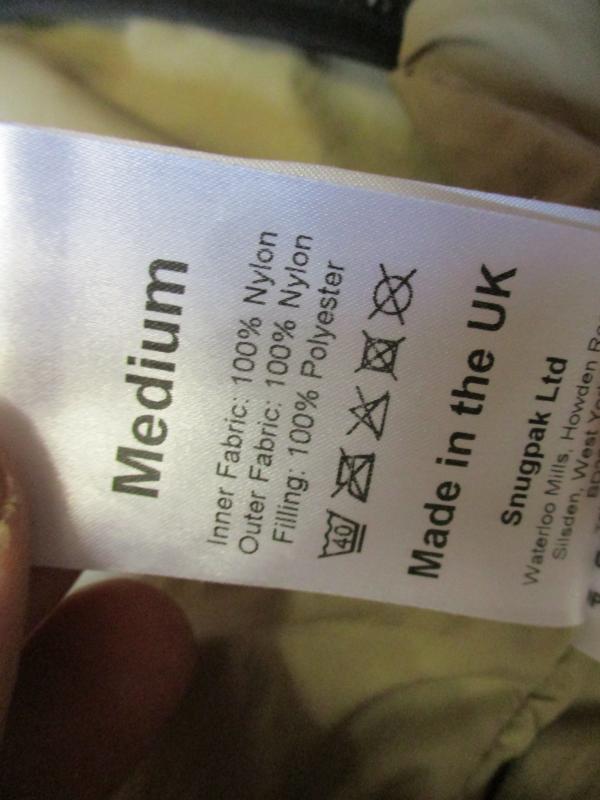 Medium
Inner Fabric: 100% Nylon
Outer Fabric: 100% Nylon
Filling: 100% Polyester
40
Made in the UK
Snugpak Ltd
Waterloo Mills, Howden
Silsden, West